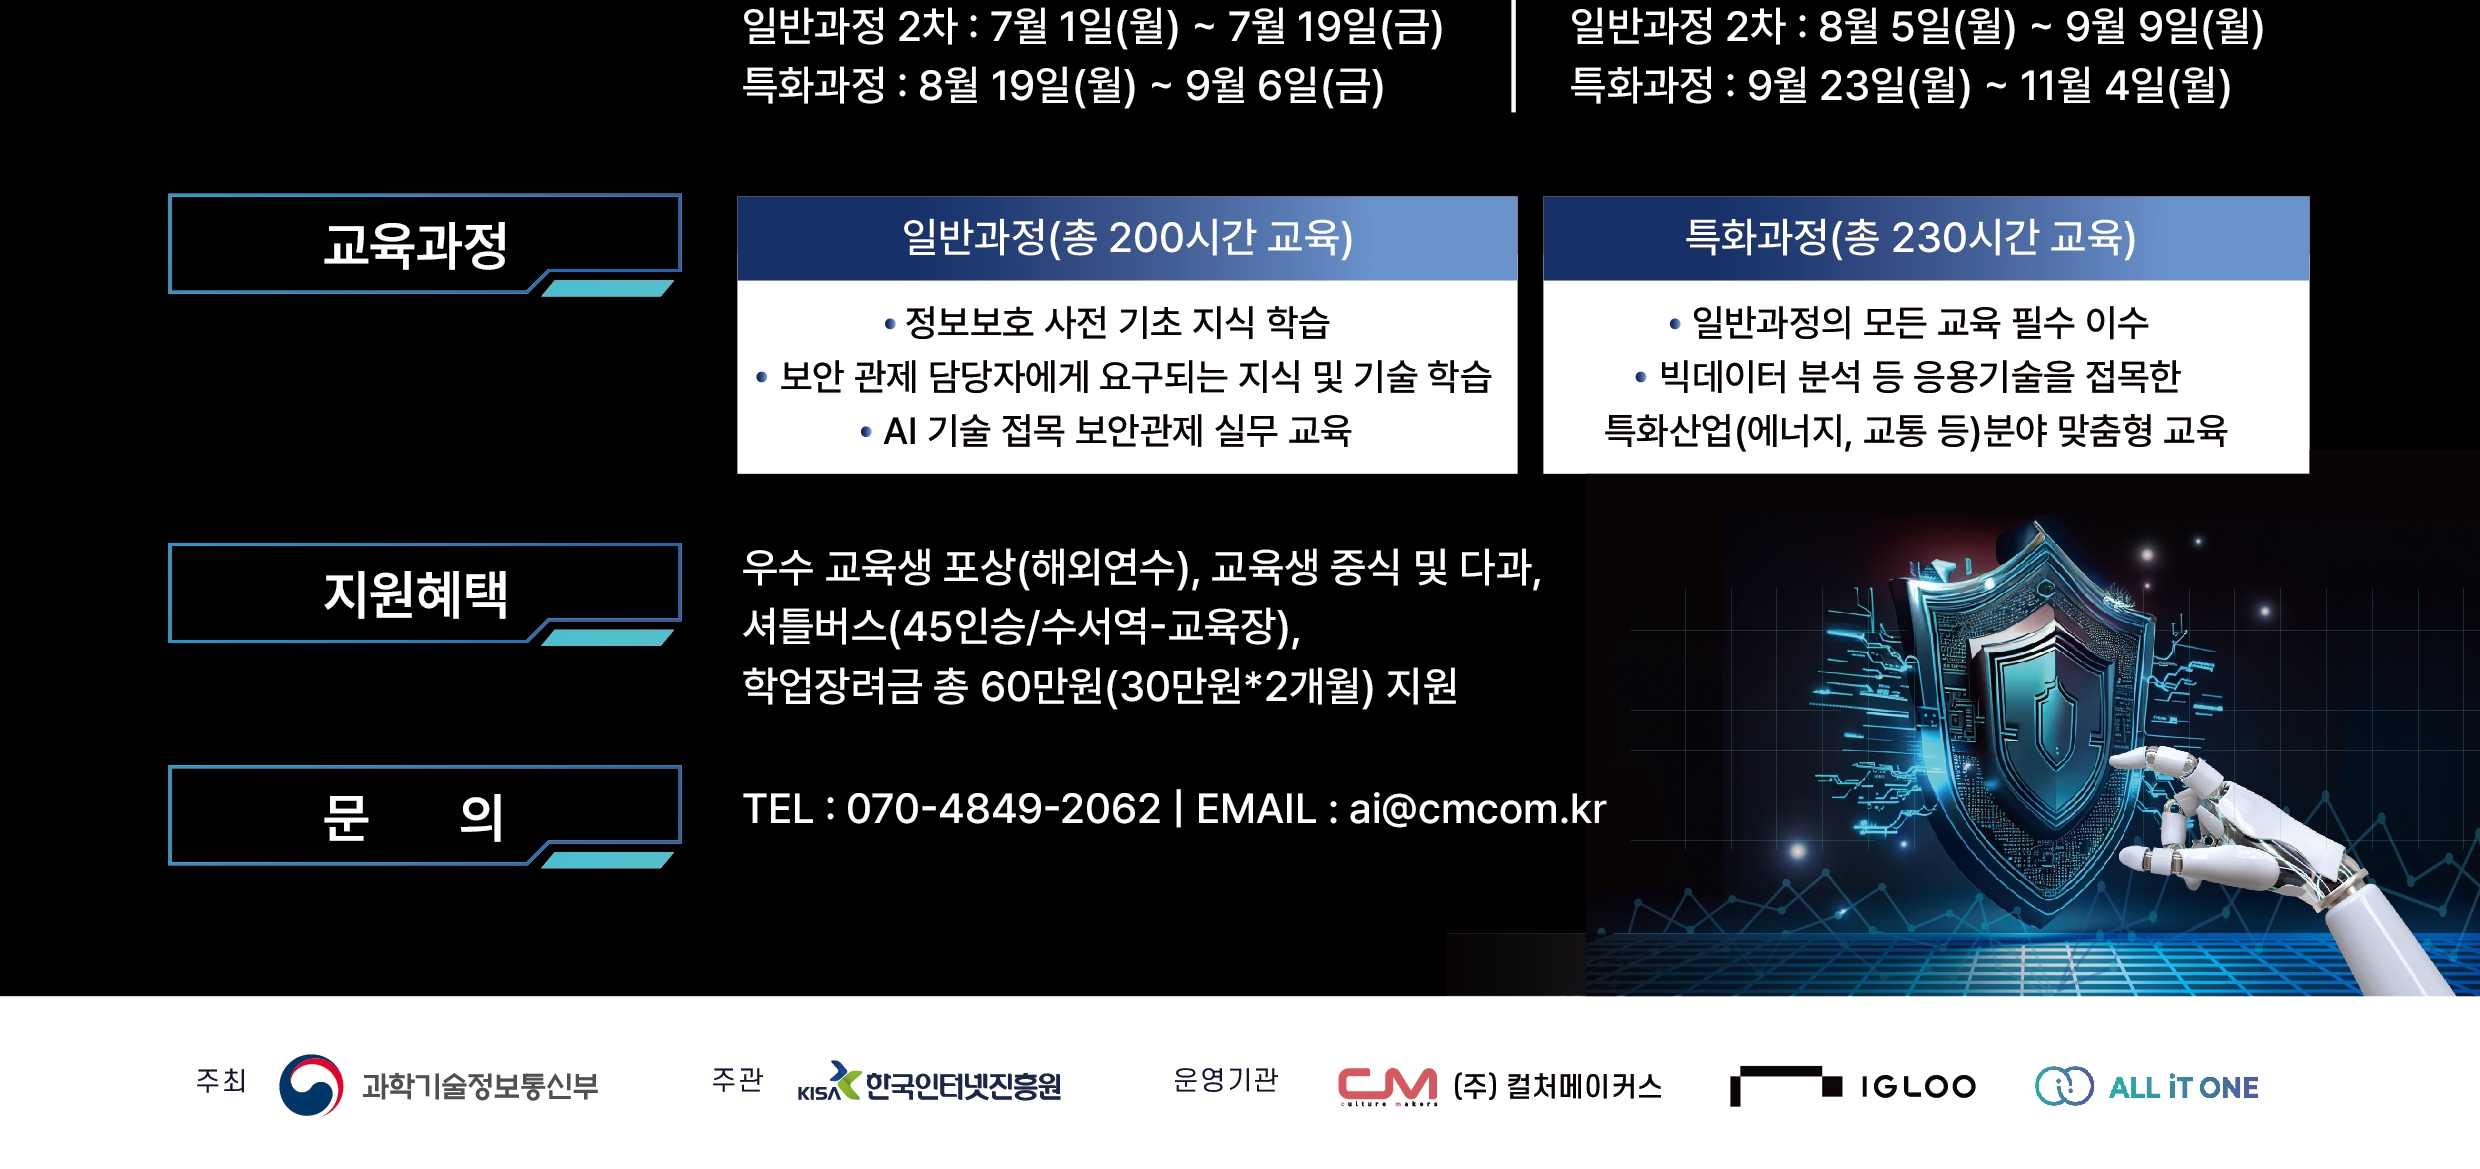 일반과정 2차 : 7월 1일(월) ~ 7월 19일(금)
특화과정 : 8월 19일(월) ~ 9월 6일(금)
일반과정 2차 : 8월 5일(월) ~ 9월 9일(월)
특화과정 : 9월 23일(월) ~ 11월 4일(월)
교육과정
일반과정(총 200시간 교육)
• 정보보호 사전 기초 지식 학습
• 보안 관제 담당자에게 요구되는 지식 및 기술 학습
• AI 기술 접목 보안관제 실무 교육
특화과정(총 230시간 교육)
• 일반과정의 모든 교육 필수 이수
• 빅데이터 분석 등 응용기술을 접목한
특화산업(에너지, 교통 등)분야 맞춤형 교육
지원혜택
우수 교육생 포상(해외연수), 교육생 중식 및 다과,
셔틀버스(45인승/수서역-교육장),
학업장려금 총 60만원(30만원*2개월) 지원
문 의
TEL : 070-4849-2062 | EMAIL : ai@cmcom.kr
주최 과학기술정보통신부
주관 KISA 한국인터넷진흥원
운영기관 CM culture makers (주) 컬처메이커스 IGLOO ALL iT ONE